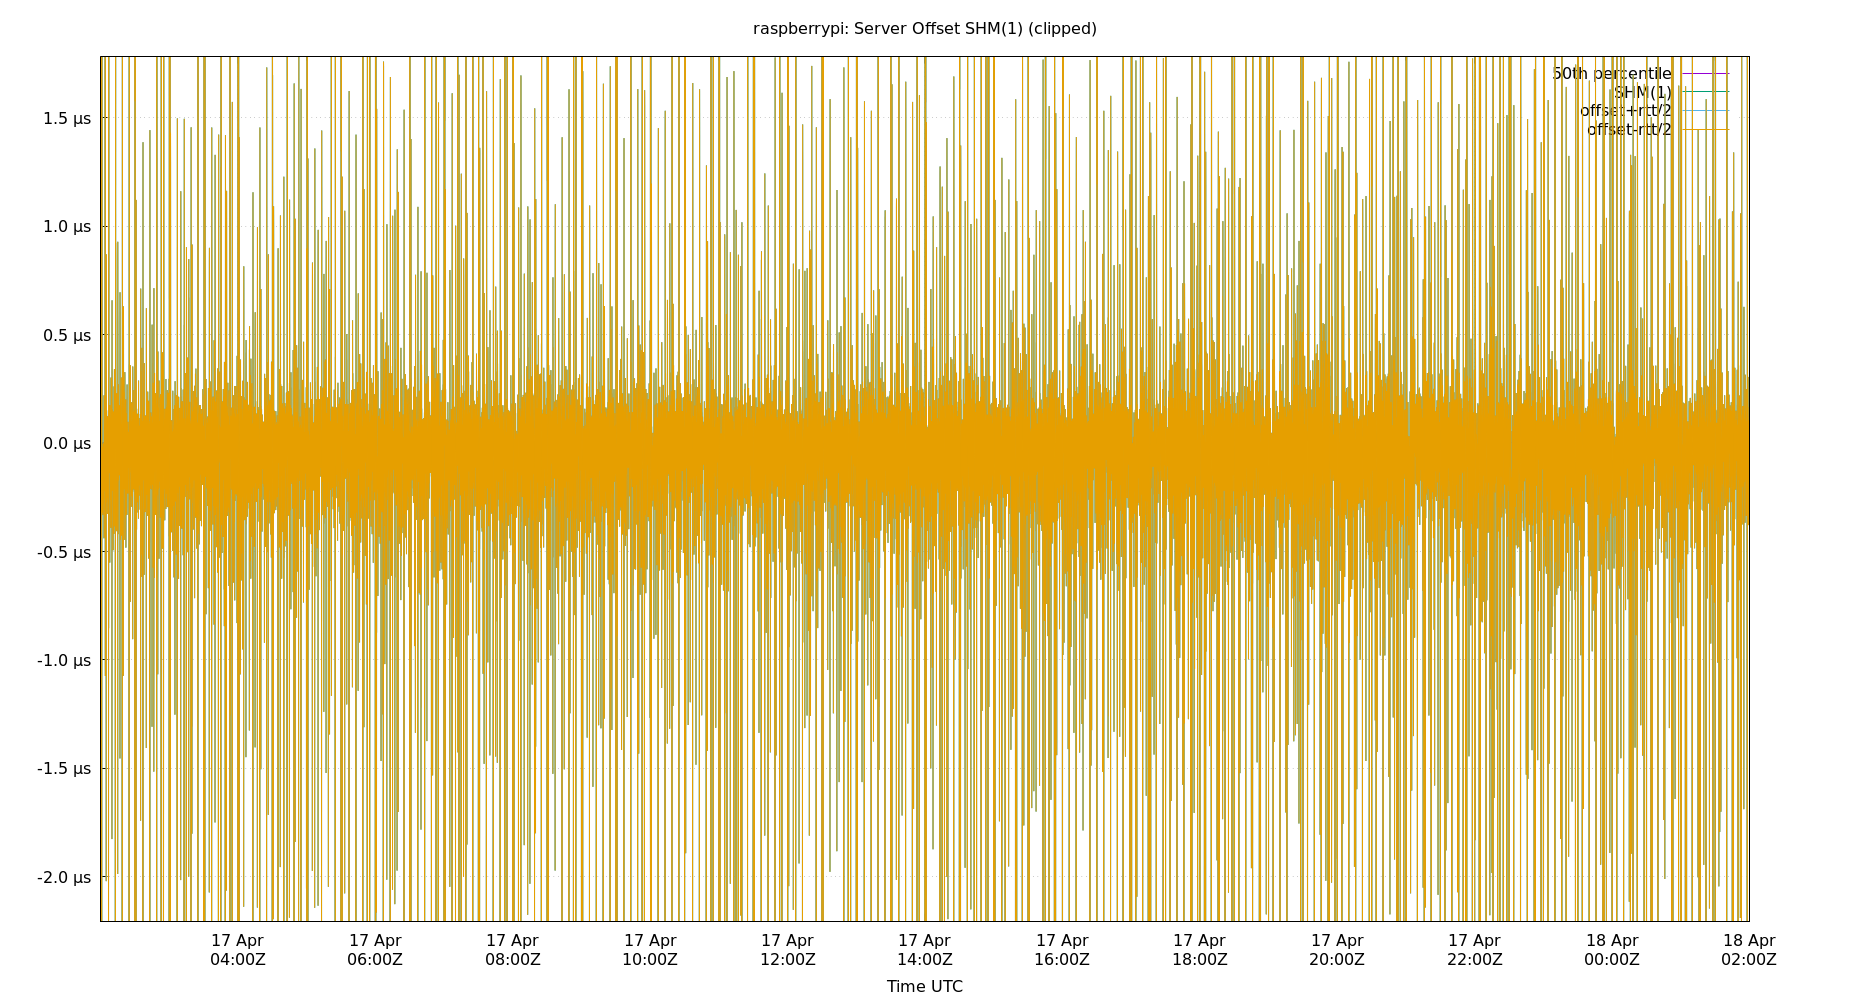 raspberrypi: Server Offset SHM(1) (clipped)
50th percentile
SHM(1)
offset+rtt/2
offset-rtt/2
1.5 µs
1.0 µs
0.5 µs
0.0 µs
-0.5 µs
-1.0 µs
-1.5 µs
-2.0 µs
17 Apr 17 Apr 17 Apr 17 Apr 17 Apr 17 Apr 17 Apr 17 Apr 17 Apr 17 Apr 18 Apr 18 Apr
04:00Z 06:00Z 08:00Z 10:00Z 12:00Z 14:00Z 16:00Z 18:00Z 20:00Z 22:00Z 00:00Z 02:00Z
Time UTC